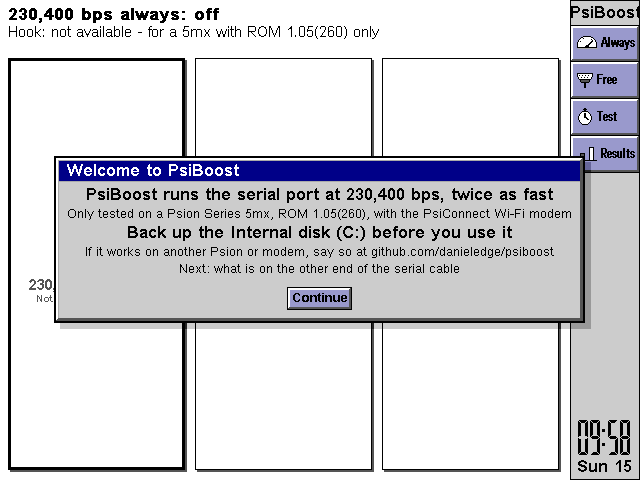 230,400 bps always: off
Hook: not available - for a 5mx with ROM 1.05(260) only
PsiBoost
Always
Free
Test
Results
Welcome to PsiBoost
PsiBoost runs the serial port at 230,400 bps, twice as fast
Only tested on a Psion Series 5mx, ROM 1.05(260), with the PsiConnect Wi-Fi modem
Back up the Internal disk (C:) before you use it
If it works on another Psion or modem, say so at github.com/danieledge/psiboost
Next: what is on the other end of the serial cable
Continue
230,
Not
09:58
Sun 15